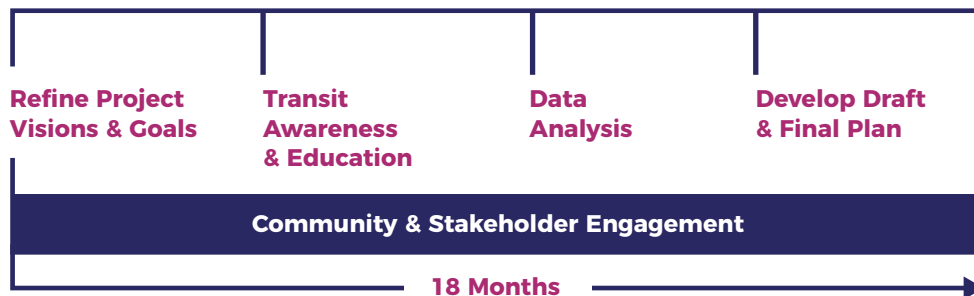 Refine Project
Visions & Goals
Transit
Awareness
& Education
Data
Analysis
Develop Draft
& Final Plan
Community & Stakeholder Engagement
18 Months